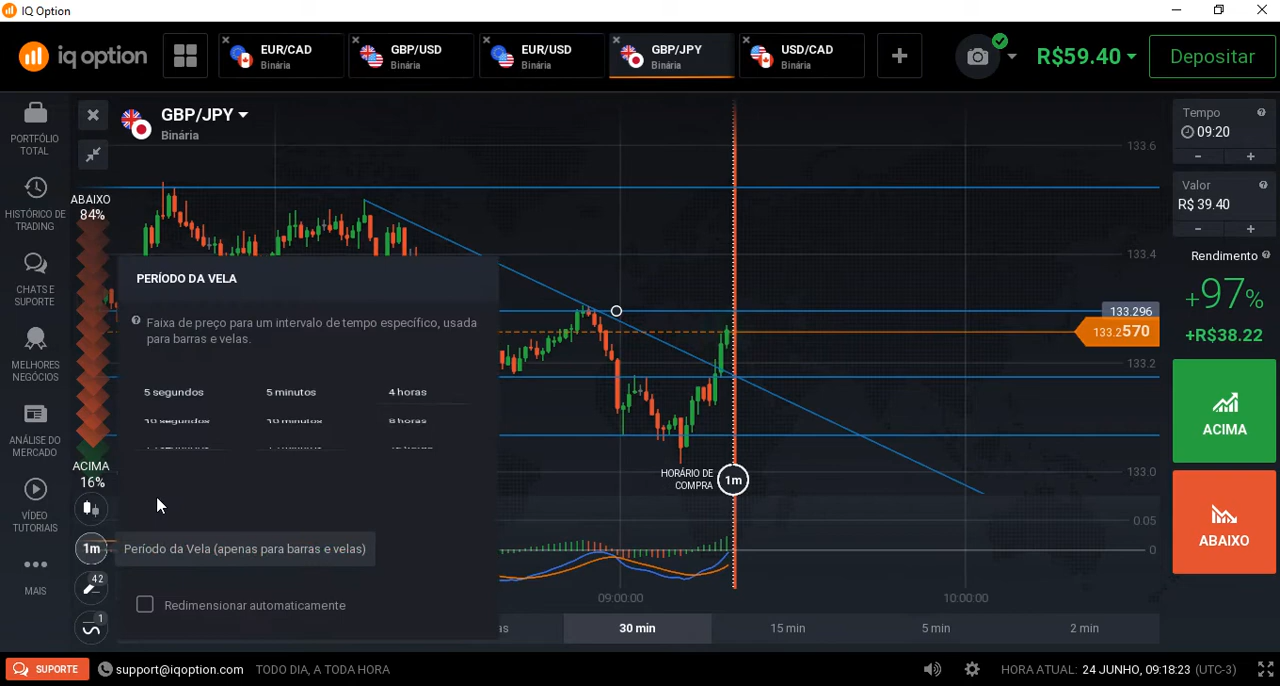 IQ Option
iq option
EUR/CAD
Binária
GBP/USD
Binária
EUR/USD
Binária
GBP/JPY
Binária
USD/CAD
Binária
R$59.40
Depositar
PORTFÓLIO
TOTAL
HISTÓRICO DE
TRADING
CHATS E
SUPORTE
MELHORES
NEGÓCIOS
ANÁLISE DO
MERCADO
VÍDEO
TUTORIAIS
MAIS
GBP/JPY
Binária
ABAIXO
84%
ACIMA
16%
1m
42
1
PERÍODO DA VELA
Faixa de preço para um intervalo de tempo específico, usada
para barras e velas.
5 segundos
5 minutos
4 horas
10 segundos
10 minutos
8 horas
Período da Vela (apenas para barras e velas)
Redimensionar automaticamente
HORÁRIO DE
COMPRA
1m
133.6
133.4
133.296
133.2570
133.2
133.0
0.05
0
09:00:00
10:00:00
as
30 min
15 min
5 min
2 min
Tempo
09:20
- +
Valor
R$ 39.40
- +
Rendimento
+97%
+R$38.22
ACIMA
ABAIXO
SUPORTE
support@iqoption.com
TODO DIA, A TODA HORA
HORA ATUAL: 24 JUNHO, 09:18:23 (UTC-3)